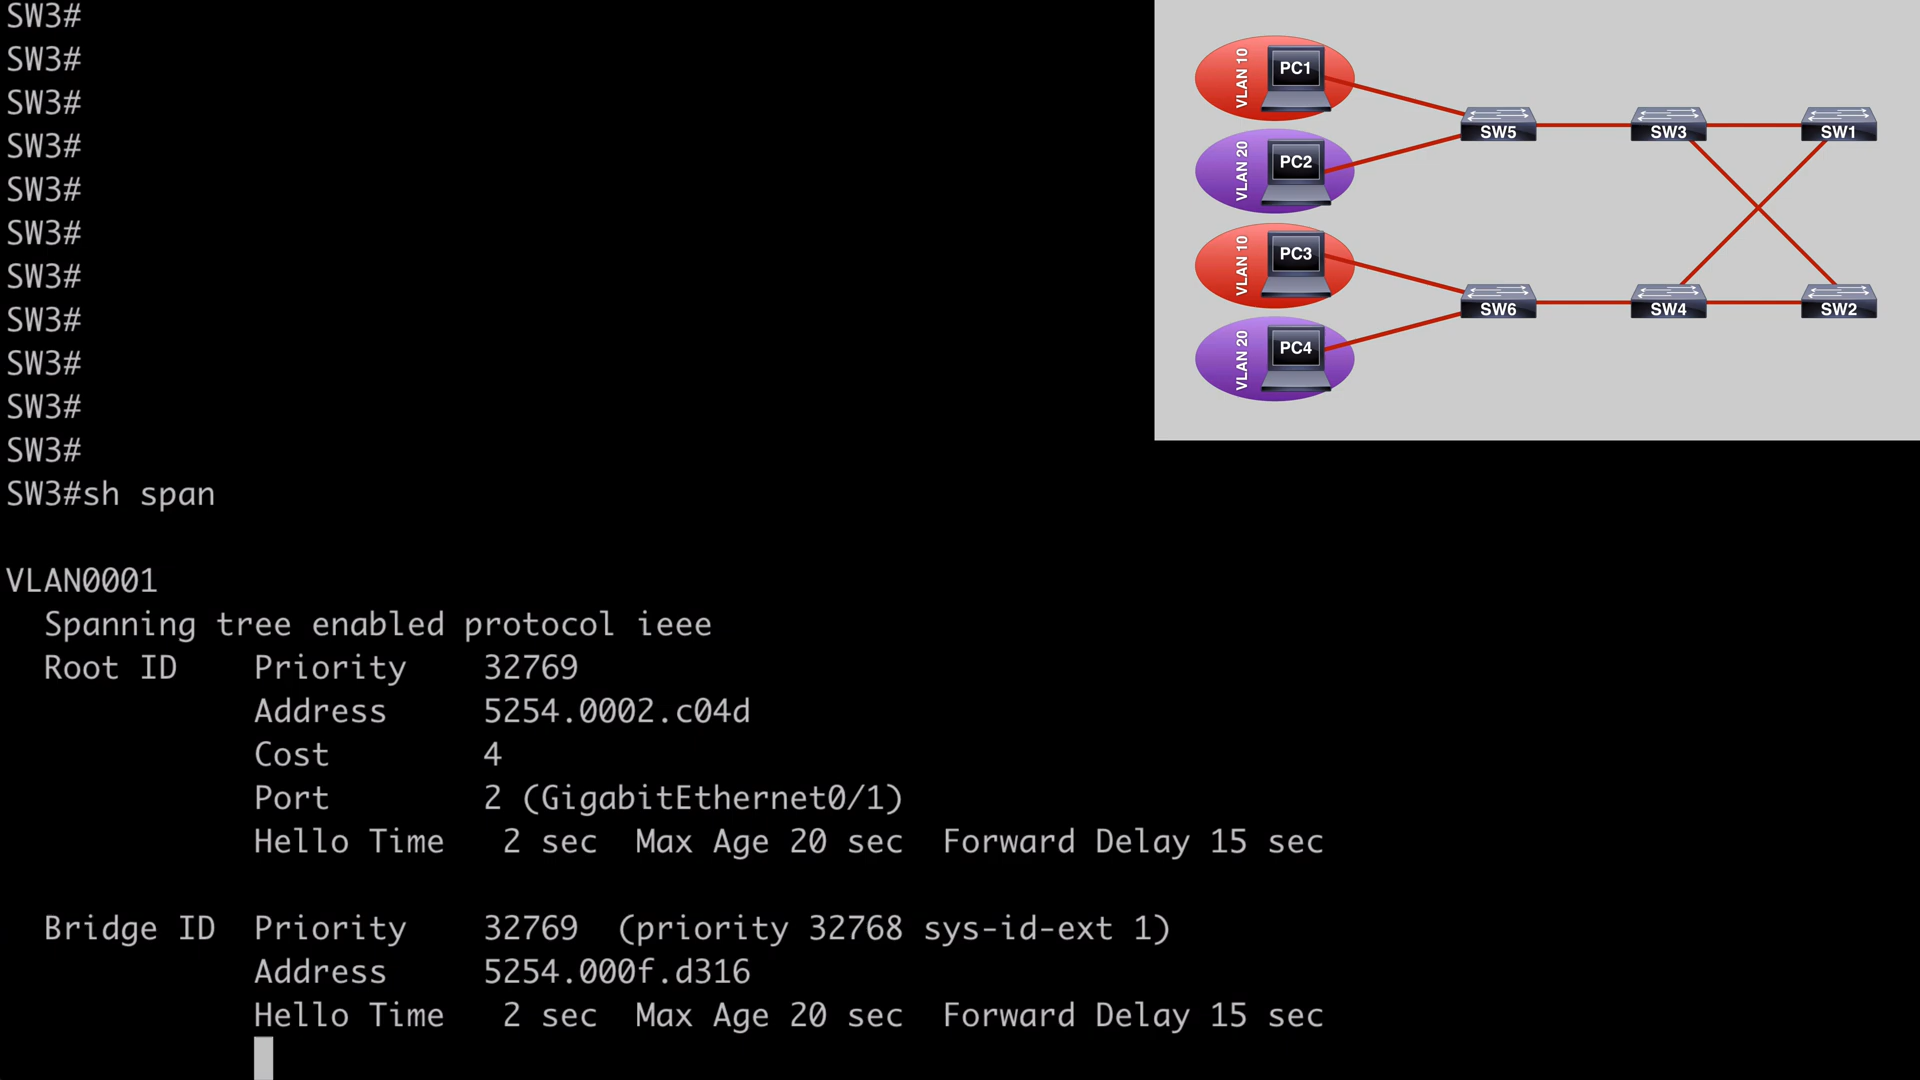 SW3#
SW3#
SW3#
SW3#
SW3#
SW3#
SW3#
SW3#
SW3#
SW3#
SW3#
SW3#sh span
VLAN0001
Spanning tree enabled protocol ieee
Root ID Priority 32769
Address 5254.0002.c04d
Cost 4
Port 2 (GigabitEthernet0/1)
Hello Time 2 sec Max Age 20 sec Forward Delay 15 sec
Bridge ID Priority 32769 (priority 32768 sys-id-ext 1)
Address 5254.000f.d316
Hello Time 2 sec Max Age 20 sec Forward Delay 15 sec
VLAN 10
PC1
VLAN 20
PC2
VLAN 10
PC3
VLAN 20
PC4
SW5
SW3
SW1
SW6
SW4
SW2